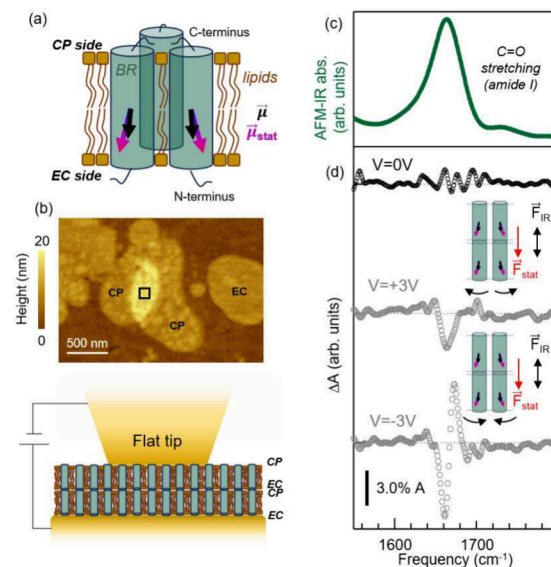 (a)
C-terminus
CP side
BR
lipids
μ
μstat
EC side
N-terminus
(b)
20
Height (nm)
0
CP
CP
EC
500 nm
Flat tip
CP
EC
CP
EC
(c)
AFM-IR abs.
(arb. units)
C=O
stretching
(amide I)
(d)
V=0V
FIR
Fstat
V=+3V
FIR
Fstat
V=-3V
ΔA (arb. units)
3.0% A
1600
1700
Frequency (cm⁻¹)